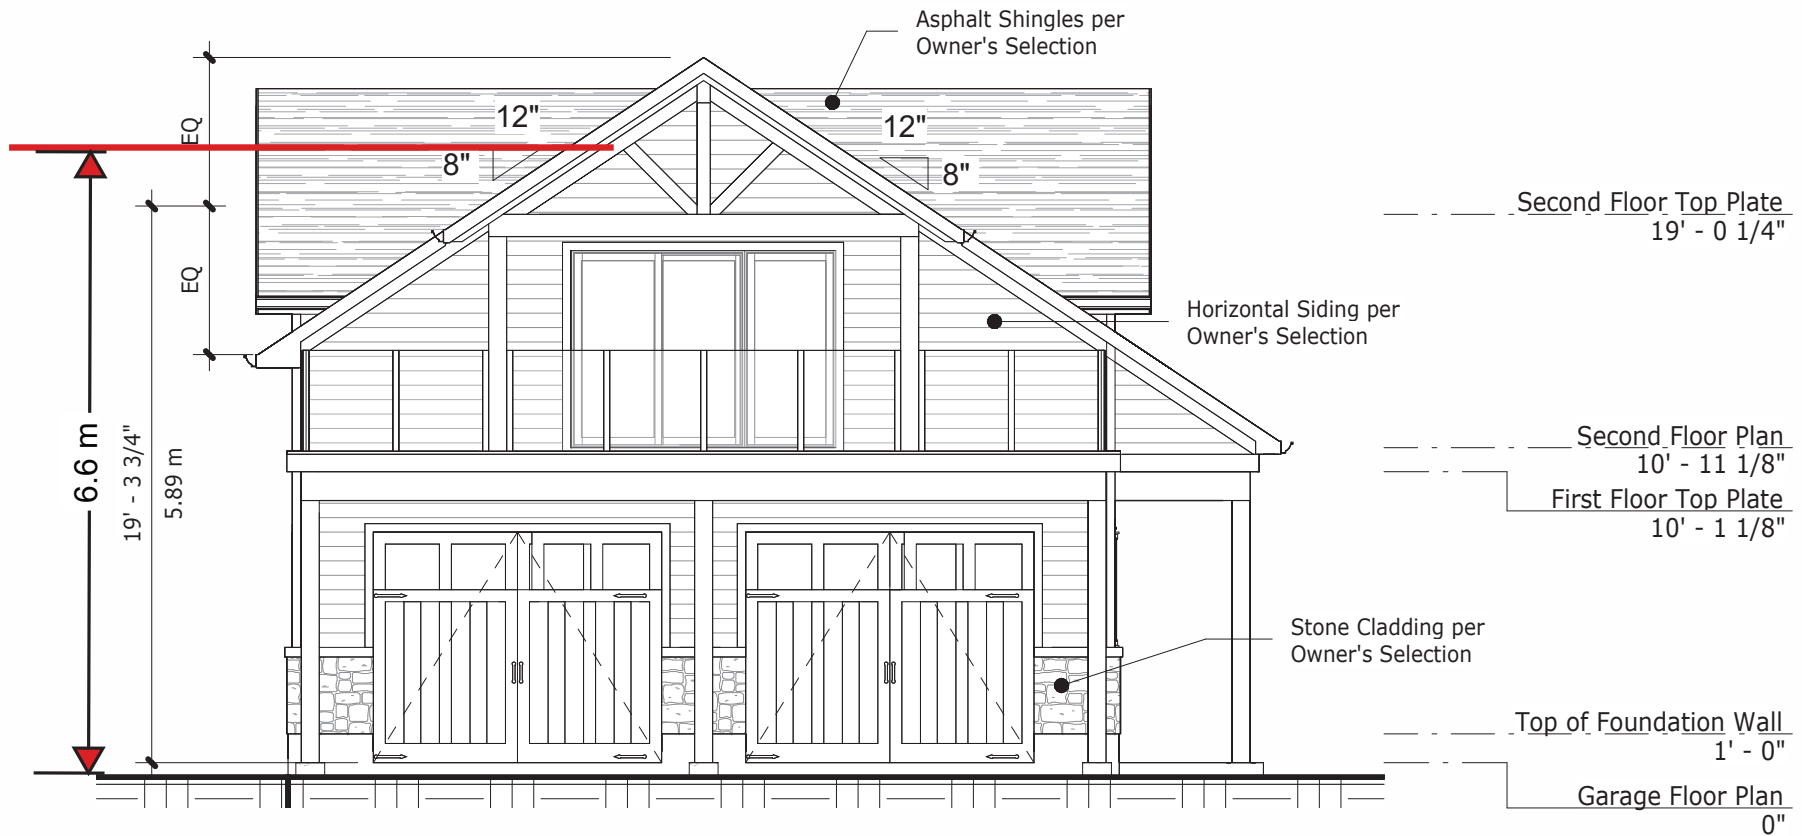 Asphalt Shingles per
Owner's Selection
12"
8"
12"
8"
EQ
EQ
Second Floor Top Plate
19' - 0 1/4"
Horizontal Siding per
Owner's Selection
6.6 m
19' - 3 3/4"
5.89 m
Second Floor Plan
10' - 11 1/8"
First Floor Top Plate
10' - 1 1/8"
Stone Cladding per
Owner's Selection
Top of Foundation Wall
1' - 0"
Garage Floor Plan
0"